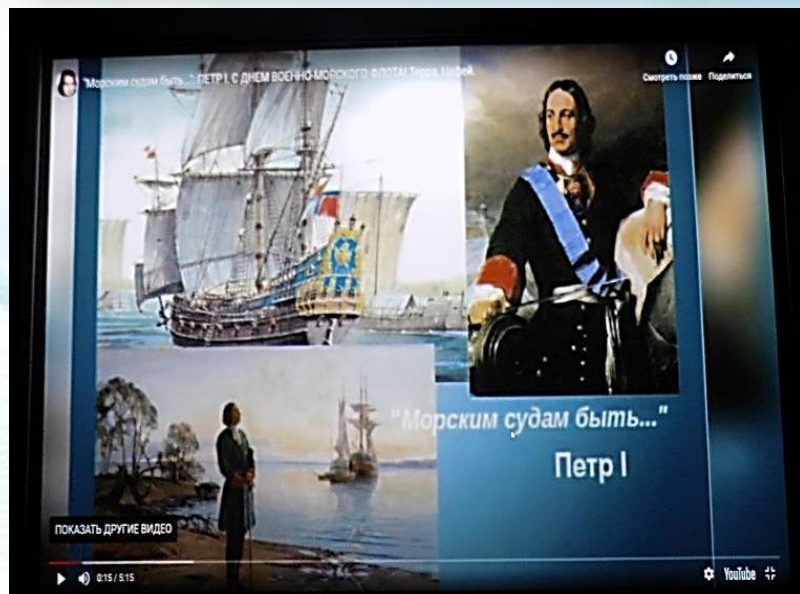 "Морским судам быть..." ПЕТР I. С ДНЕМ ВОЕННО-МОРСКОГО ФЛОТА!
Смотреть позже Поделиться
"Морским судам быть..."
Петр I
ПОКАЗАТЬ ДРУГИЕ ВИДЕО
0:15 / 5:15
YouTube